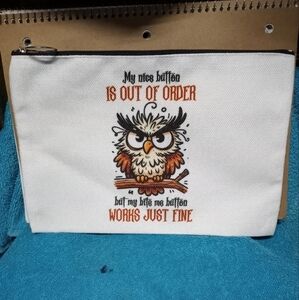 My nice button
IS OUT OF ORDER
but my bite me button
WORKS JUST FINE